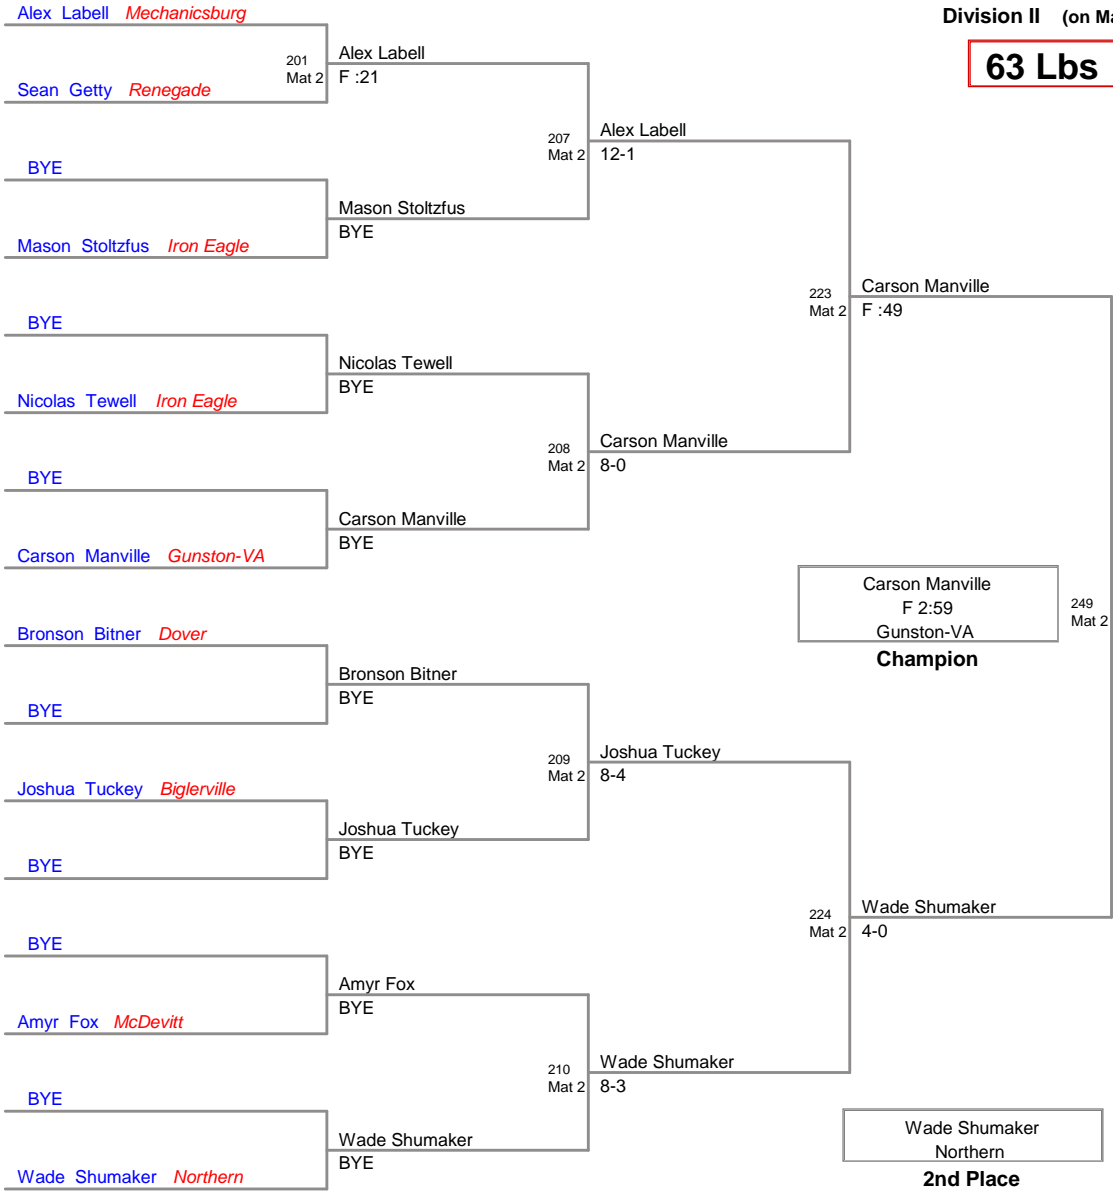 Alex Labell Mechanicsburg
Division II (on Ma
63 Lbs
201
Mat 2
Alex Labell
F :21
Sean Getty Renegade
207
Mat 2
Alex Labell
12-1
BYE
Mason Stoltzfus
BYE
Mason Stoltzfus Iron Eagle
223
Mat 2
Carson Manville
F :49
BYE
Nicolas Tewell
BYE
Nicolas Tewell Iron Eagle
208
Mat 2
Carson Manville
8-0
BYE
Carson Manville
BYE
Carson Manville Gunston-VA
Carson Manville
F 2:59
Gunston-VA
Champion
249
Mat 2
Bronson Bitner Dover
Bronson Bitner
BYE
BYE
209
Mat 2
Joshua Tuckey
8-4
Joshua Tuckey Biglerville
Joshua Tuckey
BYE
BYE
224
Mat 2
Wade Shumaker
4-0
BYE
Amyr Fox
BYE
Amyr Fox McDevitt
210
Mat 2
Wade Shumaker
8-3
BYE
Wade Shumaker
BYE
Wade Shumaker Northern
Wade Shumaker
Northern
2nd Place